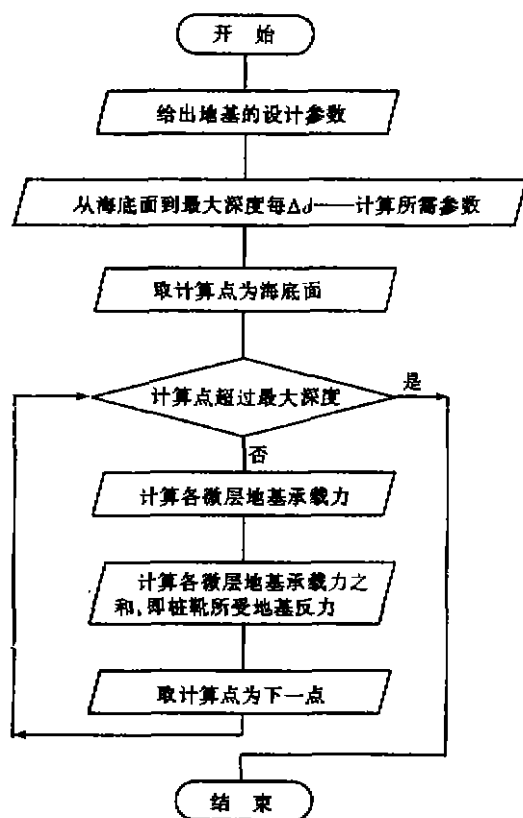 开 始
给出地基的设计参数
从海底面到最大深度每Δd——计算所需参数
取计算点为海底面
计算点超过最大深度
是
否
计算各微层地基承载力
计算各微层地基承载力之
和,即桩靴所受地基反力
取计算点为下一点
结 束